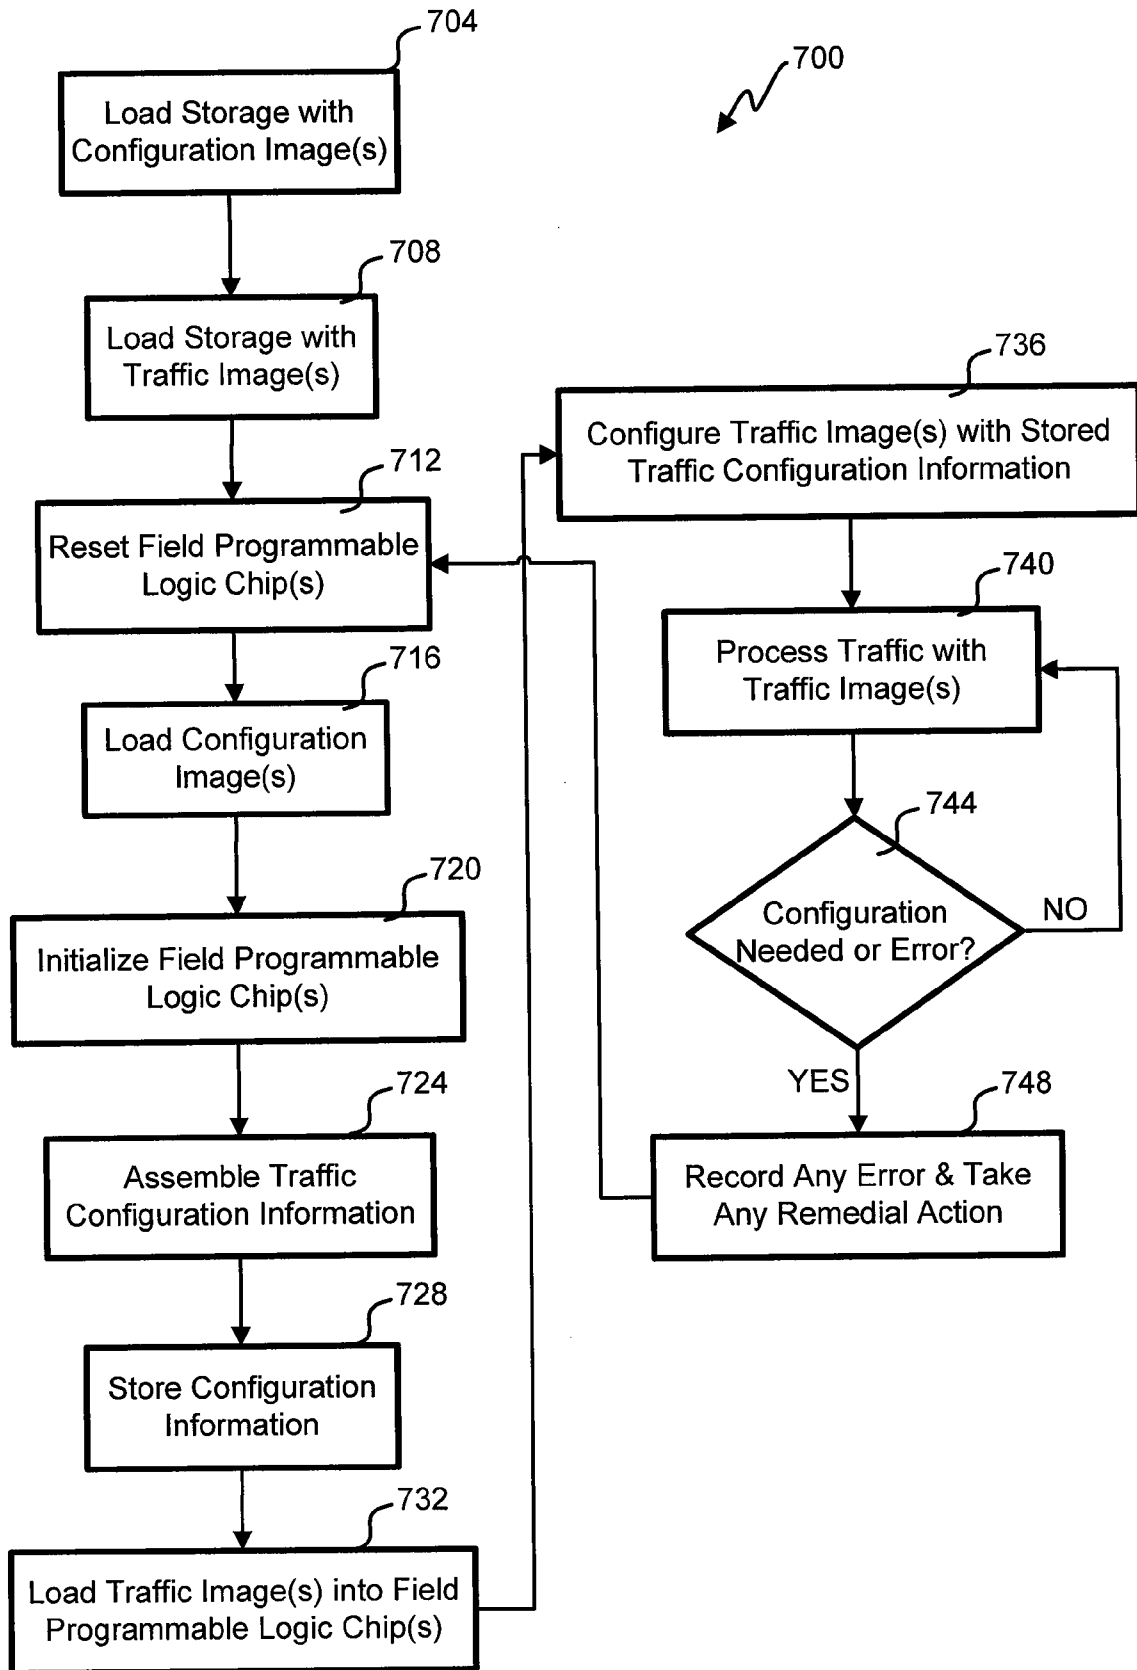 704
Load Storage with
Configuration Image(s)
700
708
Load Storage with
Traffic Image(s)
712
Reset Field Programmable
Logic Chip(s)
716
Load Configuration
Image(s)
720
Initialize Field Programmable
Logic Chip(s)
724
Assemble Traffic
Configuration Information
728
Store Configuration
Information
732
Load Traffic Image(s) into Field
Programmable Logic Chip(s)
736
Configure Traffic Image(s) with Stored
Traffic Configuration Information
740
Process Traffic with
Traffic Image(s)
744
Configuration
Needed or Error?
NO
YES
748
Record Any Error & Take
Any Remedial Action